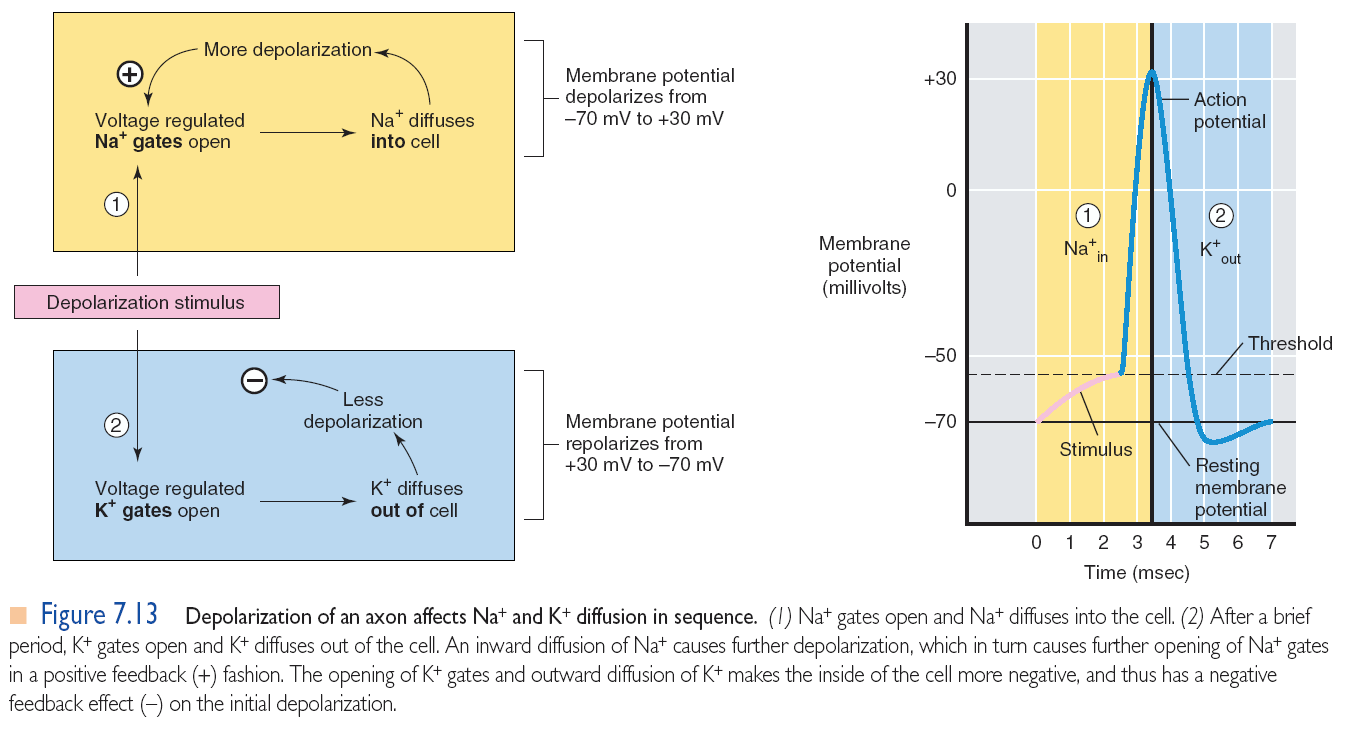 More depolarization
+
Voltage regulated
Na⁺ gates open
Na⁺ diffuses
into cell
Membrane potential
depolarizes from
–70 mV to +30 mV
1
Depolarization stimulus
2
–
Less
depolarization
Voltage regulated
K⁺ gates open
K⁺ diffuses
out of cell
Membrane potential
repolarizes from
+30 mV to –70 mV
Membrane
potential
(millivolts)
+30
0
–50
–70
Action
potential
1
Na⁺in
2
K⁺out
Threshold
Stimulus
Resting
membrane
potential
0 1 2 3 4 5 6 7
Time (msec)
Figure 7.13 Depolarization of an axon affects Na⁺ and K⁺ diffusion in sequence. (1) Na⁺ gates open and Na⁺ diffuses into the cell. (2) After a brief
period, K⁺ gates open and K⁺ diffuses out of the cell. An inward diffusion of Na⁺ causes further depolarization, which in turn causes further opening of Na⁺ gates
in a positive feedback (+) fashion. The opening of K⁺ gates and outward diffusion of K⁺ makes the inside of the cell more negative, and thus has a negative
feedback effect (–) on the initial depolarization.